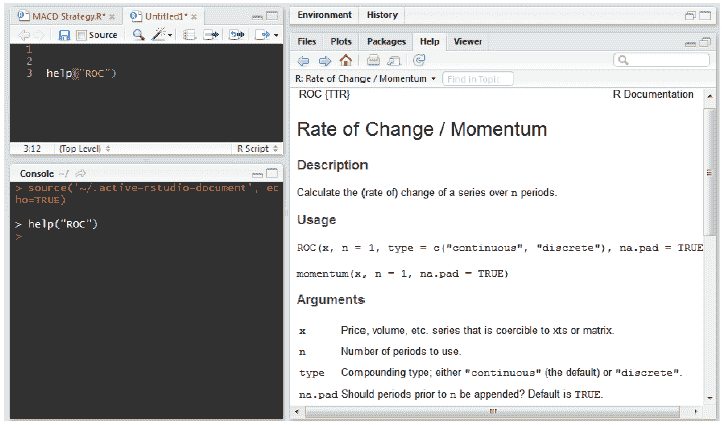 MACD Strategy.R* Untitled1*
Source
1
2
3 help("ROC")
3:12 (Top Level) R Script
Console ~/
> source('~/.active-rstudio-document', ec
ho=TRUE)
> help("ROC")
>
Environment History
Files Plots Packages Help Viewer
R: Rate of Change / Momentum Find in Topic
ROC {TTR} R Documentation
Rate of Change / Momentum
Description
Calculate the (rate of) change of a series over n periods.
Usage
ROC(x, n = 1, type = c("continuous", "discrete"), na.pad = TRUE
momentum(x, n = 1, na.pad = TRUE)
Arguments
x Price, volume, etc. series that is coercible to xts or matrix.
n Number of periods to use.
type Compounding type; either "continuous" (the default) or "discrete".
na.pad Should periods prior to n be appended? Default is TRUE.